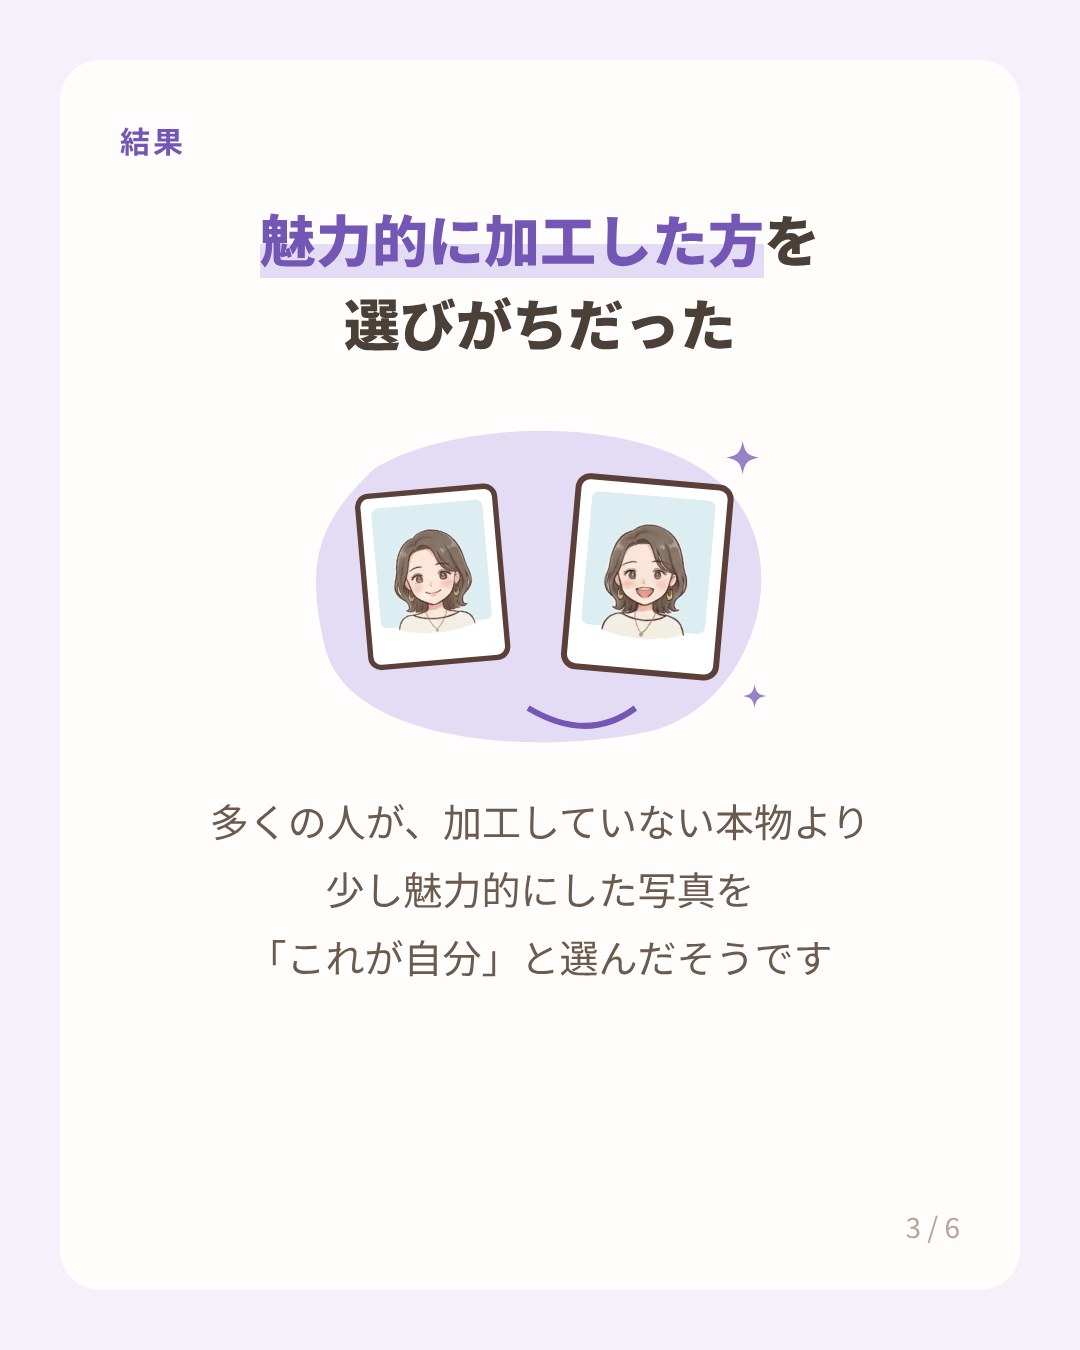 結果
魅力的に加工した方を
選びがちだった
多くの人が、加工していない本物より
少し魅力的にした写真を
「これが自分」と選んだそうです
3 / 6